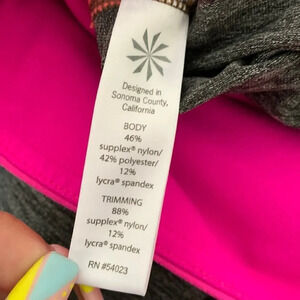 Designed in
Sonoma County,
California
BODY
46%
supplex® nylon/
42% polyester/
12%
lycra® spandex
TRIMMING
88%
supplex® nylon/
12%
lycra® spandex
RN #54023